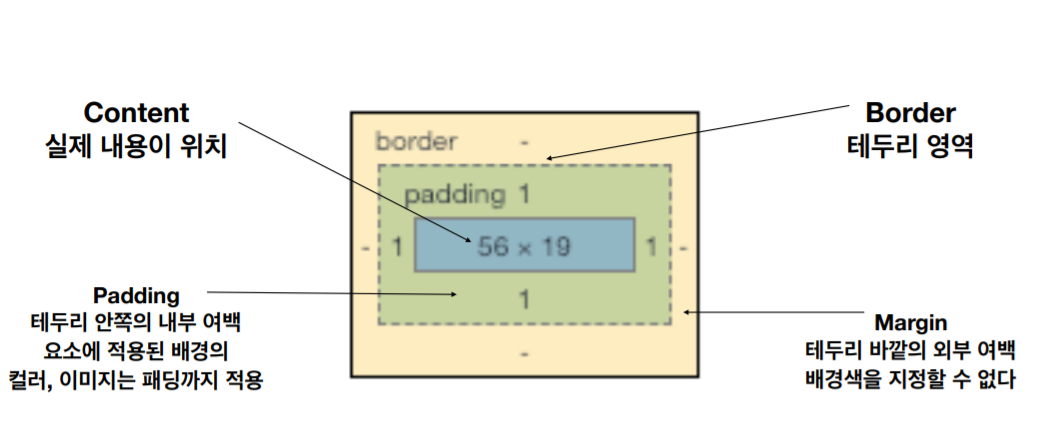 Content
실제 내용이 위치
Border
테두리 영역
border -
padding 1
- 1 56 × 19 1 -
1
-
Padding
테두리 안쪽의 내부 여백
요소에 적용된 배경의
컬러, 이미지는 패딩까지 적용
Margin
테두리 바깥의 외부 여백
배경색을 지정할 수 없다